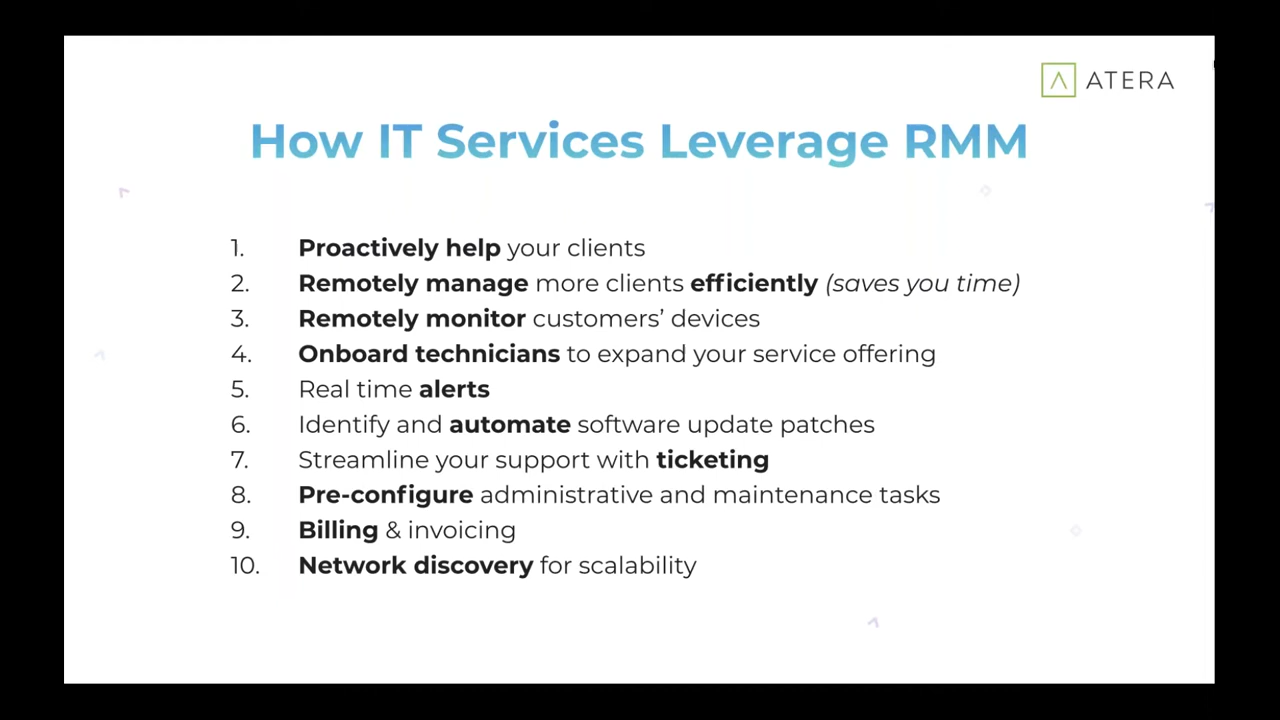 ATERA
How IT Services Leverage RMM
1. Proactively help your clients
2. Remotely manage more clients efficiently (saves you time)
3. Remotely monitor customers’ devices
4. Onboard technicians to expand your service offering
5. Real time alerts
6. Identify and automate software update patches
7. Streamline your support with ticketing
8. Pre-configure administrative and maintenance tasks
9. Billing & invoicing
10. Network discovery for scalability